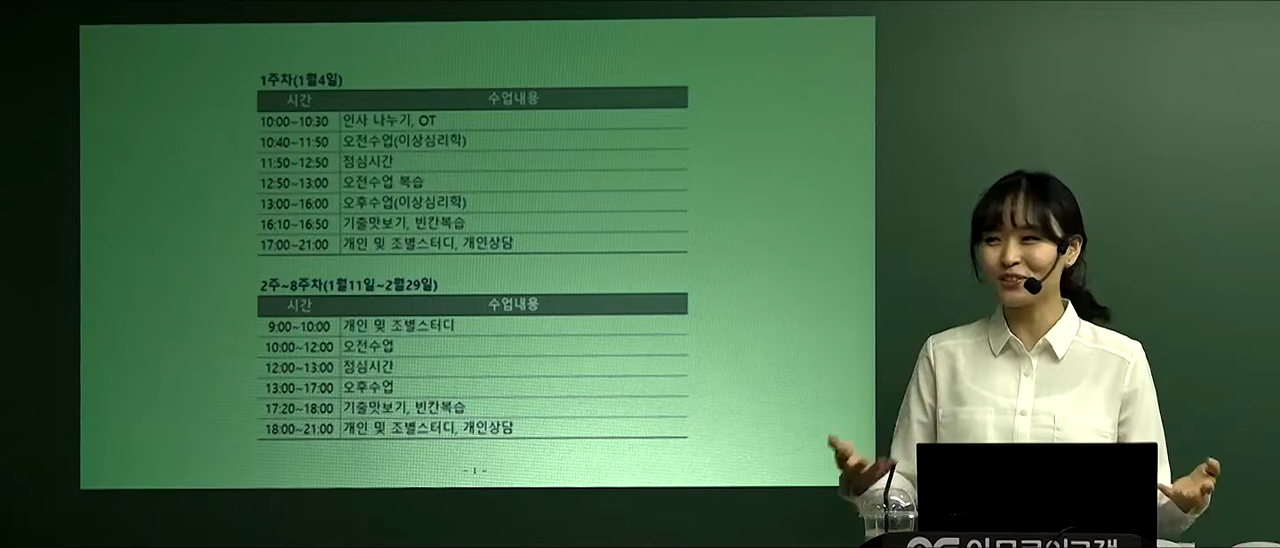 1주차(1월4일)
시간 수업내용
10:00~10:30 인사 나누기, OT
10:40~11:50 오전수업(이상심리학)
11:50~12:50 점심시간
12:50~13:00 오전수업 복습
13:00~16:00 오후수업(이상심리학)
16:10~16:50 기출맛보기, 빈칸복습
17:00~21:00 개인 및 조별스터디, 개인상담
2주~8주차(1월11일~2월29일)
시간 수업내용
9:00~10:00 개인 및 조별스터디
10:00~12:00 오전수업
12:00~13:00 점심시간
13:00~17:00 오후수업
17:20~18:00 기출맛보기, 빈칸복습
18:00~21:00 개인 및 조별스터디, 개인상담
- 1 -